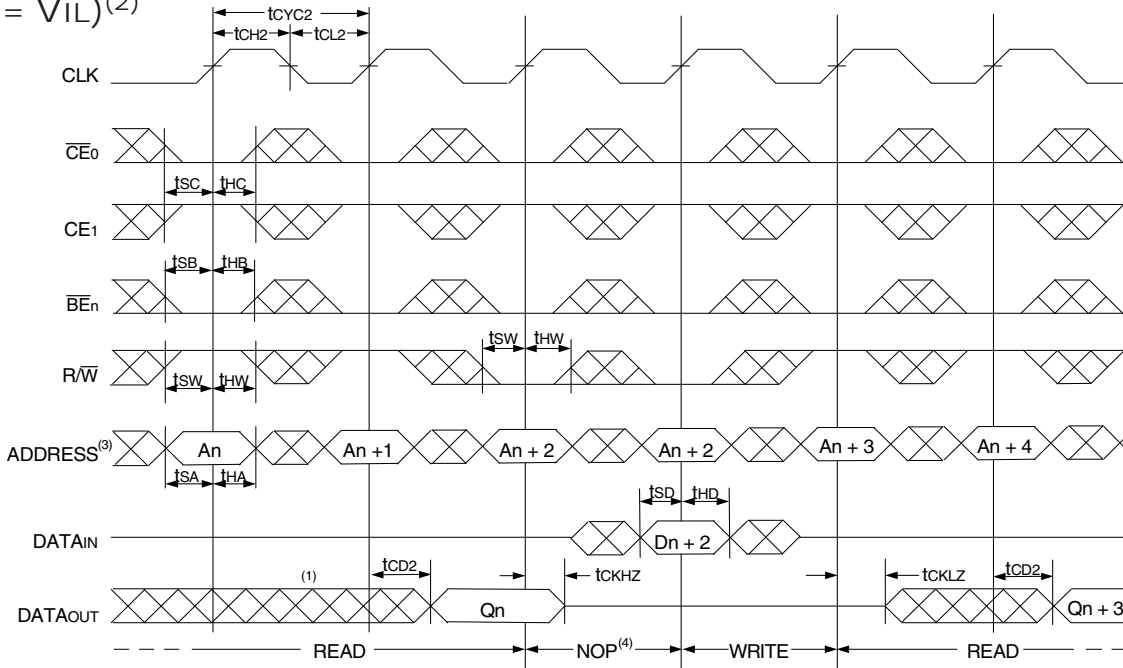 = VIL)(2)
tCYC2
tCH2 tCL2
CLK
CE0
tSC tHC
CE1
tSB tHB
BEn
tSW tHW
R/W
tSW tHW
ADDRESS(3) An An +1 An + 2 An + 2 An + 3 An + 4
tSA tHA
tSD tHD
DATAIN Dn + 2
(1) tCD2 tCKHZ tCKLZ tCD2
DATAOUT Qn Qn + 3
READ NOP(4) WRITE READ